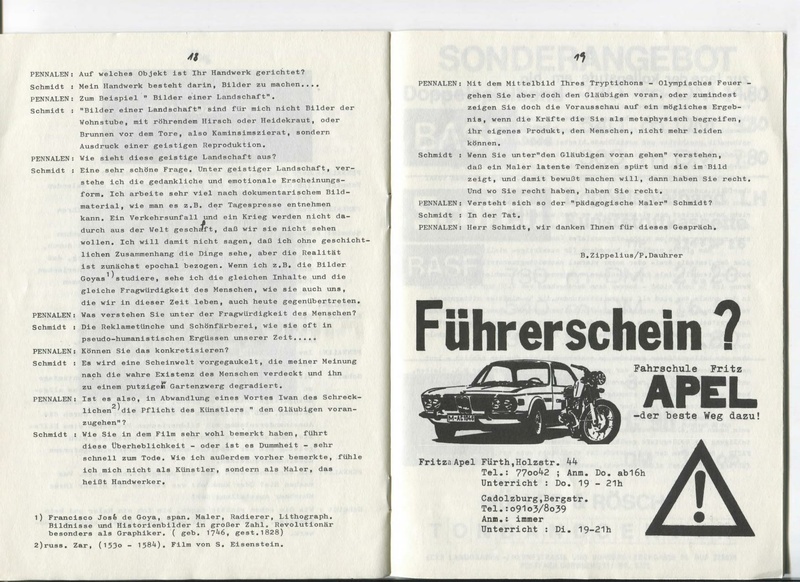 18
PENNALEN: Auf welches Objekt ist Ihr Handwerk gerichtet?
Schmidt : Mein Handwerk besteht darin, Bilder zu machen....
PENNALEN: Zum Beispiel " Bilder einer Landschaft".
Schmidt : "Bilder einer Landschaft" sind für mich nicht Bilder der
Wohnstube, mit röhrendem Hirsch oder Heidekraut, oder
Brunnen vor dem Tore, also Kaminsimszierat, sondern
Ausdruck einer geistigen Reproduktion.
PENNALEN: Wie sieht diese geistige Landschaft aus?
Schmidt : Eine sehr schöne Frage. Unter geistiger Landschaft, ver-
stehe ich die gedankliche und emotionale Erscheinungs-
form. Ich arbeite sehr viel nach dokumentarischem Bild-
material, wie man es z.B. der Tagespresse entnehmen
kann. Ein Verkehrsunfall und ein Krieg werden nicht da-
durch aus der Welt geschafft, daß wir sie nicht sehen
wollen. Ich will damit nicht sagen, daß ich ohne geschicht-
lichen Zusammenhang die Dinge sehe, aber die Realität
ist zunächst epochal bezogen. Wenn ich z.B. die Bilder
Goyas1)studiere, sehe ich die gleichen Inhalte und die
gleiche Fragwürdigkeit des Menschen, wie sie auch uns,
die wir in dieser Zeit leben, auch heute gegenübertreten.
PENNALEN: Was verstehen Sie unter der Fragwürdigkeit des Menschen?
Schmidt : Die Reklametünche und Schönfärberei, wie sie oft in
pseudo-humanistischen Ergüssen unserer Zeit.....
PENNALEN: Können Sie das konkretisieren?
Schmidt : Es wird eine Scheinwelt vorgegaukelt, die meiner Meinung
nach die wahre Existenz des Menschen verdeckt und ihn
zu einem putzigen Gartenzwerg degradiert.
PENNALEN: Ist es also, in Abwandlung eines Wortes Iwan des Schreck-
lichen2)die Pflicht des Künstlers " den Gläubigen voran-
zugehen"?
Schmidt : Wie Sie in dem Film sehr wohl bemerkt haben, führt
diese Überheblichkeit - oder ist es Dummheit - sehr
schnell zum Tode. Wie ich außerdem vorher bemerkte, fühle
ich mich nicht als Künstler, sondern als Maler, das
heißt Handwerker.
1) Francisco José de Goya, span. Maler, Radierer, Lithograph.
Bildnisse und Historienbilder in großer Zahl. Revolutionär
besonders als Graphiker. ( geb. 1746, gest.1828)
2)russ. Zar, (153o - 1584). Film von S. Eisenstein.
19
PENNALEN: Mit dem Mittelbild Ihres Tryptichons - Olympisches Feuer -
gehen Sie aber doch den Gläubigen voran, oder zumindest
zeigen Sie doch die Vorausschau auf ein mögliches Ergeb-
nis, wenn die Kräfte die Sie als metaphysisch begreifen,
ihr eigenes Produkt, den Menschen, nicht mehr leiden
können.
Schmidt : Wenn Sie unter"den Gläubigen voran gehen" verstehen,
daß ein Maler latente Tendenzen spürt und sie im Bild
zeigt, und damit bewußt machen will, dann haben Sie recht.
Und wo Sie recht haben, haben Sie recht.
PENNALEN: Versteht sich so der "pädagogische Maler" Schmidt?
Schmidt : In der Tat.
PENNALEN: Herr Schmidt, wir danken Ihnen für dieses Gespräch.
B.Zippelius/P.Dauhrer
Führerschein ?
Fahrschule Fritz
APEL
-der beste Weg dazu!
Fritz Apel Fürth,Holzstr. 44
Tel.: 77oo42 ; Anm. Do. ab16h
Unterricht : Do. 19 - 21h
Cadolzburg,Bergstr.
Tel.:o91o3/8o39
Anm.: immer
Unterricht : Di. 19-21h